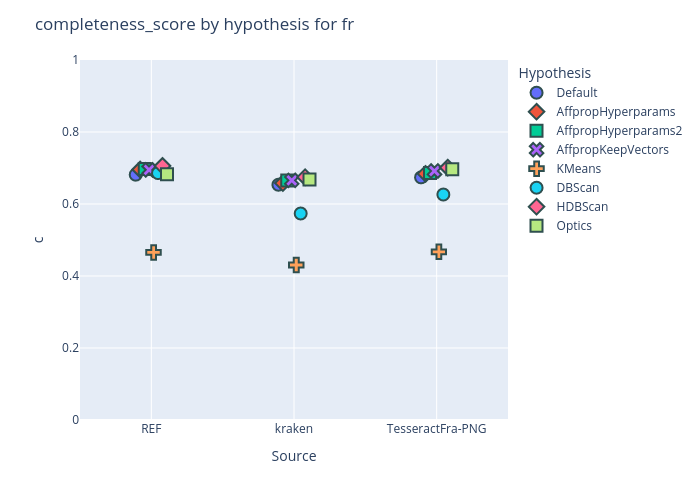 completeness_score by hypothesis for fr
Hypothesis
Default
AffpropHyperparams
AffpropHyperparams2
AffpropKeepVectors
KMeans
DBScan
HDBScan
Optics
1
0.8
0.6
0.4
0.2
0
c
REF
kraken
TesseractFra-PNG
Source